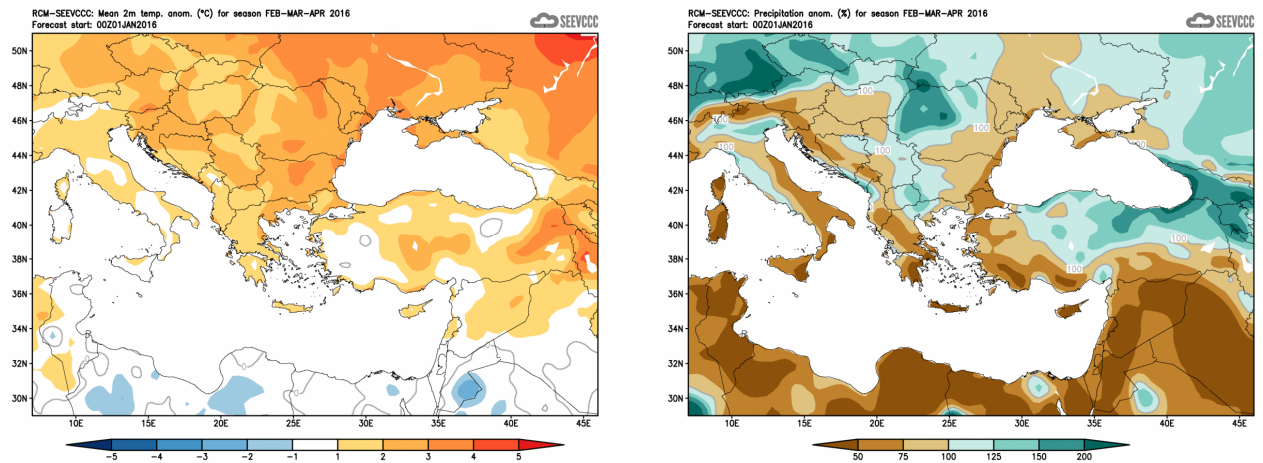 RCM-SEEVCCC: Mean 2m temp. anom. (°C) for season FEB-MAR-APR 2016
Forecast start: 00Z01JAN2016
SEEVCCC
50N
48N
46N
44N
42N
40N
38N
36N
34N
32N
30N
0
0
10E 15E 20E 25E 30E 35E 40E 45E
-5 -4 -3 -2 -1 1 2 3 4 5
RCM-SEEVCCC: Precipitation anom. (%) for season FEB-MAR-APR 2016
Forecast start: 00Z01JAN2016
SEEVCCC
50N
48N
46N
44N
42N
40N
38N
36N
34N
32N
30N
100
100
100
100
100
100
100
10E 15E 20E 25E 30E 35E 40E 45E
50 75 100 125 150 200